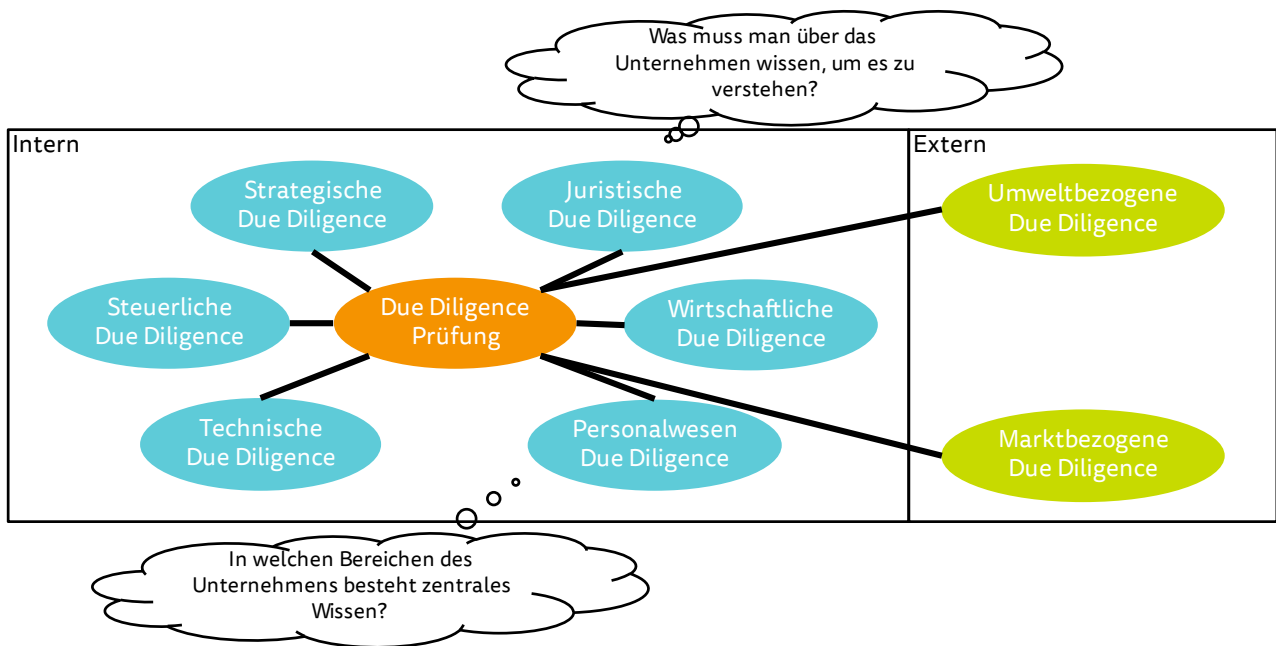 Was muss man über das
Unternehmen wissen, um es zu
verstehen?
Intern
Extern
Strategische
Due Diligence
Juristische
Due Diligence
Umweltbezogene
Due Diligence
Steuerliche
Due Diligence
Due Diligence
Prüfung
Wirtschaftliche
Due Diligence
Technische
Due Diligence
Personalwesen
Due Diligence
Marktbezogene
Due Diligence
In welchen Bereichen des
Unternehmens besteht zentrales
Wissen?